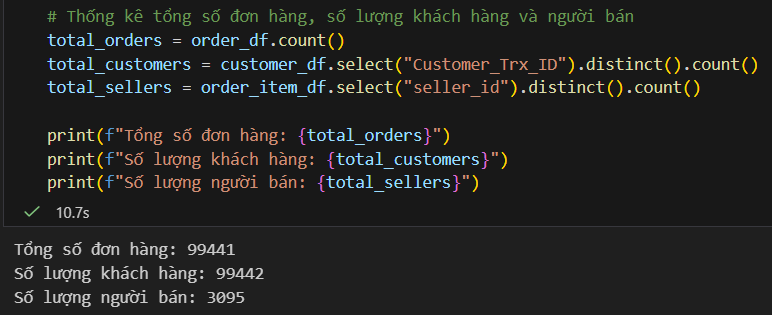 # Thống kê tổng số đơn hàng, số lượng khách hàng và người bán
total_orders = order_df.count()
total_customers = customer_df.select("Customer_Trx_ID").distinct().count()
total_sellers = order_item_df.select("seller_id").distinct().count()
print(f"Tổng số đơn hàng: {total_orders}")
print(f"Số lượng khách hàng: {total_customers}")
print(f"Số lượng người bán: {total_sellers}")
10.7s
Tổng số đơn hàng: 99441
Số lượng khách hàng: 99442
Số lượng người bán: 3095